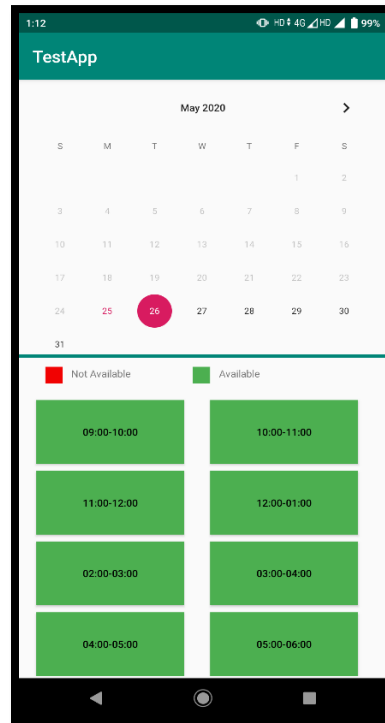 1:12 HD 4G HD 99%
TestApp
May 2020
S M T W T F S
1 2
3 4 5 6 7 8 9
10 11 12 13 14 15 16
17 18 19 20 21 22 23
24 25 26 27 28 29 30
31
Not Available Available
09:00-10:00 10:00-11:00
11:00-12:00 12:00-01:00
02:00-03:00 03:00-04:00
04:00-05:00 05:00-06:00